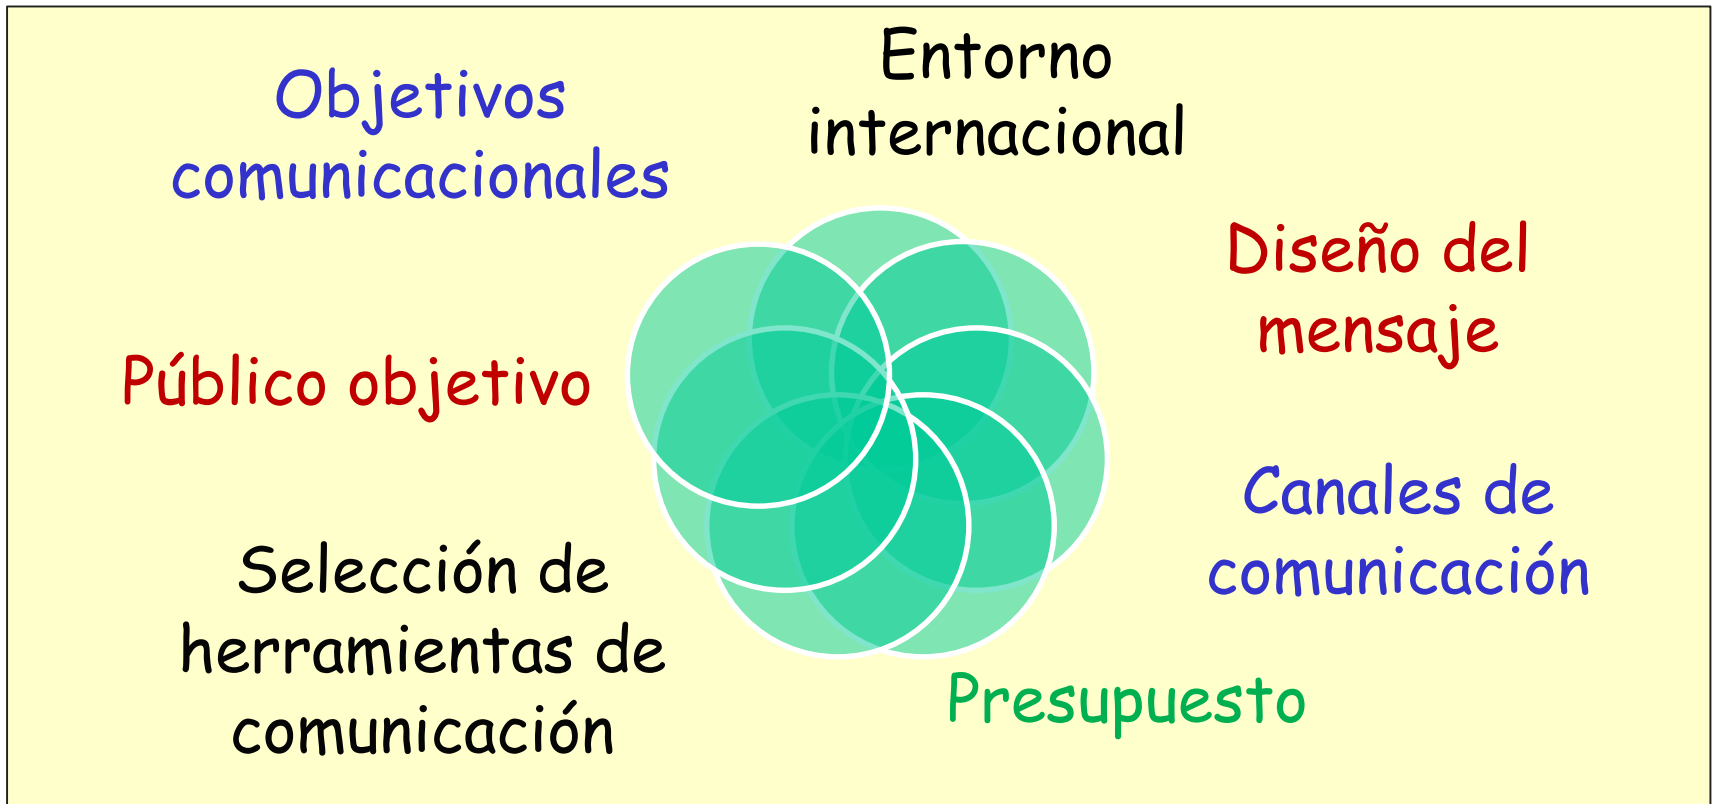 Entorno
internacional
Objetivos
comunicacionales
Diseño del
mensaje
Público objetivo
Canales de
comunicación
Selección de
herramientas de
comunicación
Presupuesto